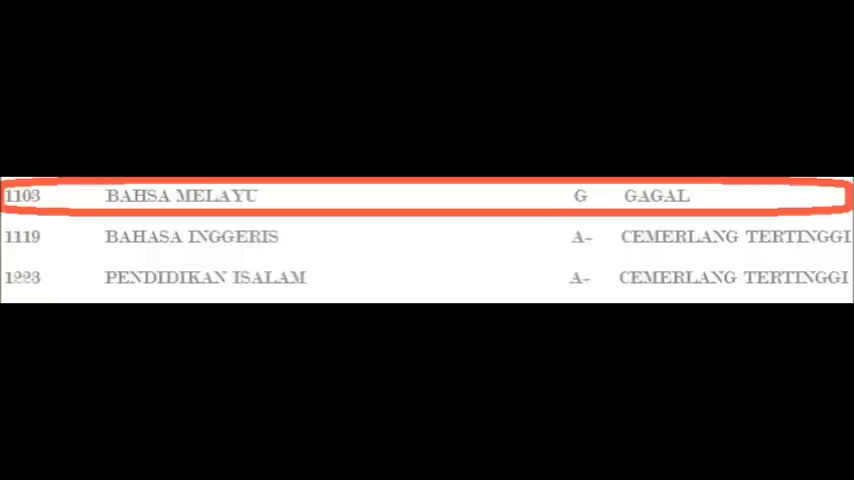 1103 BAHSA MELAYU G GAGAL
1119 BAHASA INGGERIS A- CEMERLANG TERTINGGI
1223 PENDIDIKAN ISALAM A- CEMERLANG TERTINGGI